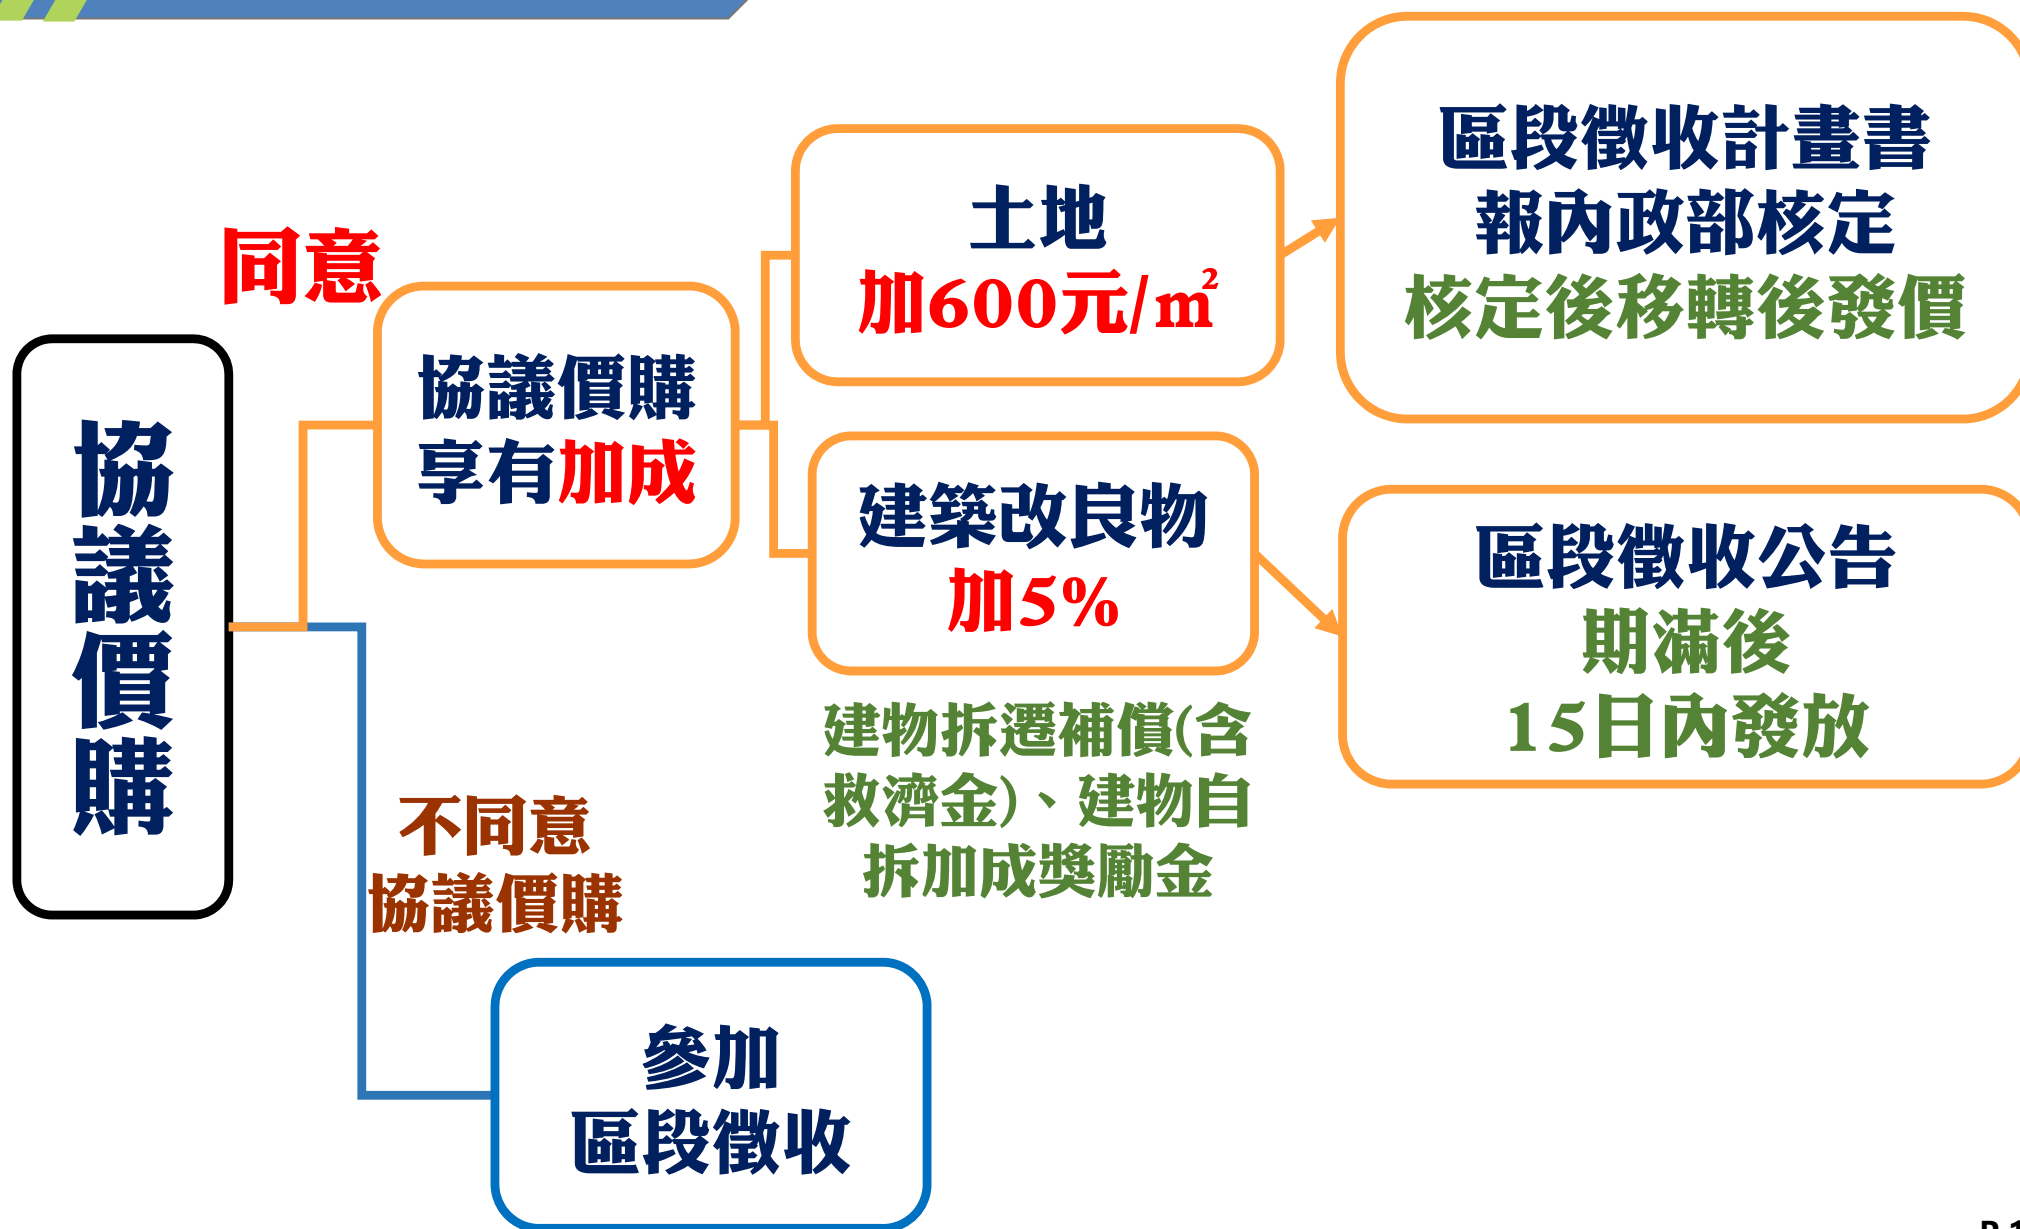 協議價購
同意
協議價購
享有加成
土地
加600元/㎡
區段徵收計畫書
報內政部核定
核定後移轉後發價
建築改良物
加5%
建物拆遷補償(含
救濟金)、建物自
拆加成獎勵金
區段徵收公告
期滿後
15日內發放
不同意
協議價購
參加
區段徵收